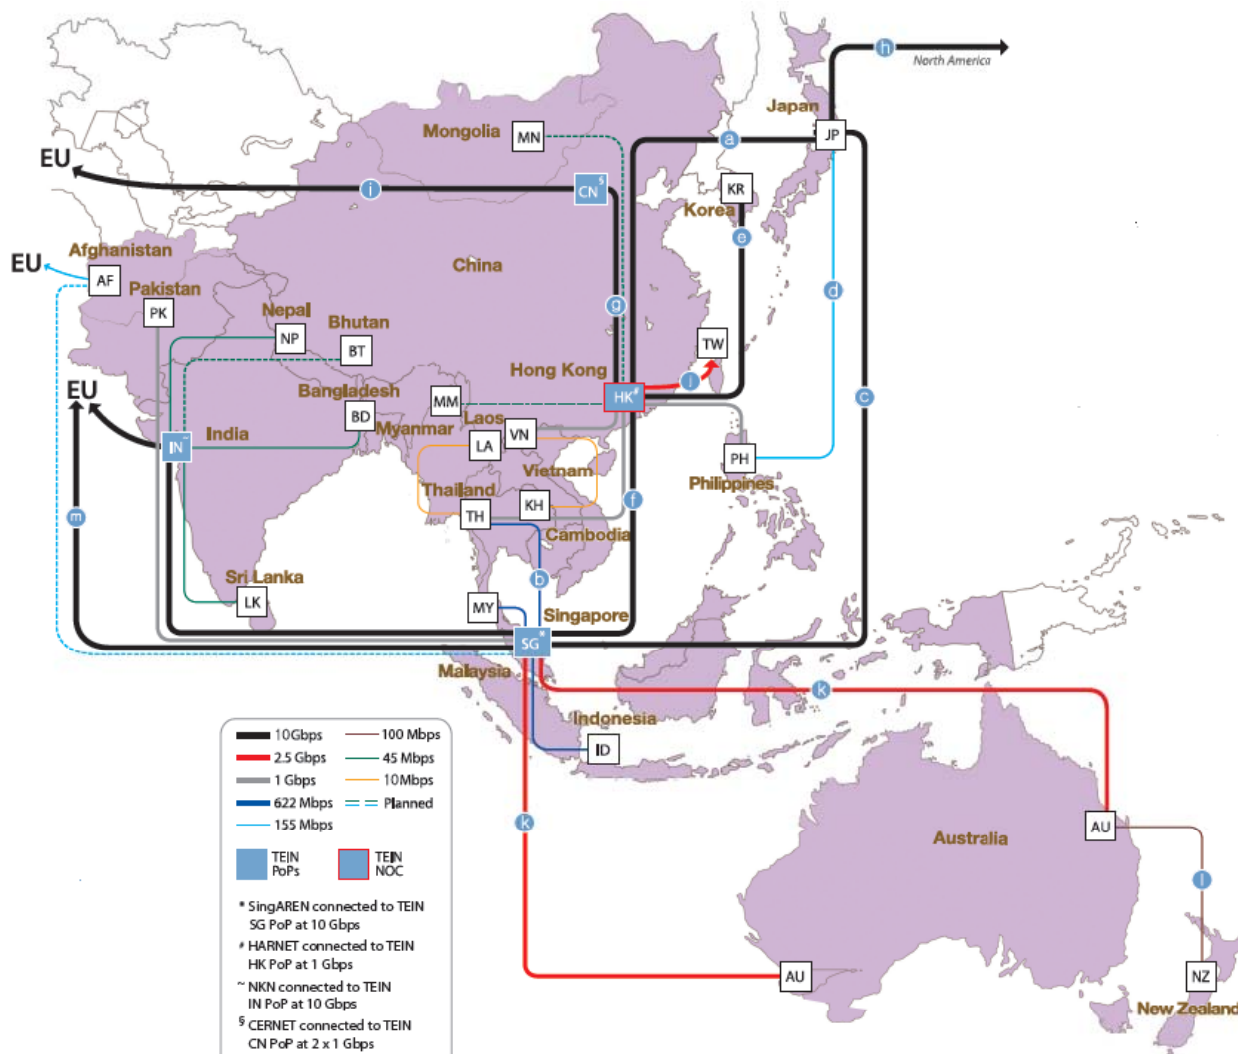 h
North America
Japan
JP
Mongolia
MN
a
EU
i
CN§
KR
Korea
e
Afghanistan
EU
AF
China
Pakistan
PK
d
g
Nepal
NP
Bhutan
BT
TW
Hong Kong
j
EU
HK#
c
Bangladesh
BD
MM
Myanmar
Laos
LA
VN
IN~
India
PH
Philippines
Vietnam
Thailand
TH
KH
f
m
Cambodia
b
Sri Lanka
LK
MY
Singapore
SG*
Malaysia
k
Indonesia
ID
k
AU
Australia
l
AU
NZ
New Zealand
10Gbps
100 Mbps
2.5 Gbps
45 Mbps
1 Gbps
10Mbps
622 Mbps
Planned
155 Mbps
TEIN
PoPs
TEIN
NOC
* SingAREN connected to TEIN
SG PoP at 10 Gbps
# HARNET connected to TEIN
HK PoP at 1 Gbps
~ NKN connected to TEIN
IN PoP at 10 Gbps
§ CERNET connected to TEIN
CN PoP at 2 x 1 Gbps